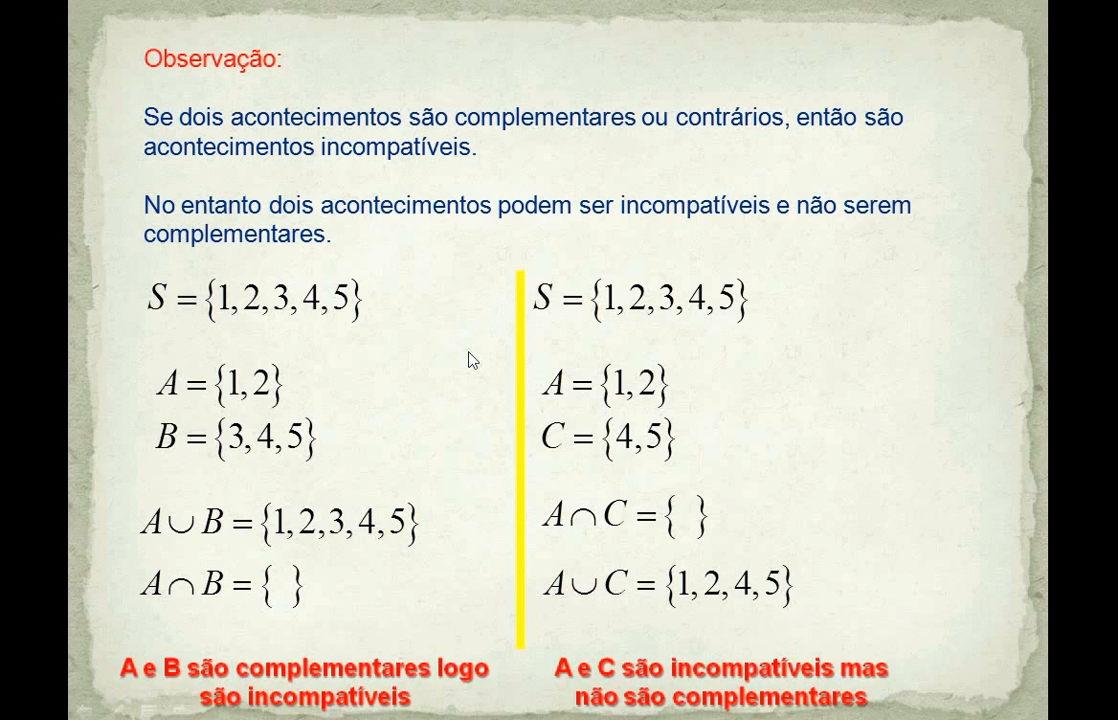 Observação:
Se dois acontecimentos são complementares ou contrários, então são
acontecimentos incompatíveis.
No entanto dois acontecimentos podem ser incompatíveis e não serem
complementares.
S = {1, 2, 3, 4, 5}
A = {1, 2}
B = {3, 4, 5}
A ∪ B = {1, 2, 3, 4, 5}
A ∩ B = { }
A e B são complementares logo
são incompatíveis
S = {1, 2, 3, 4, 5}
A = {1, 2}
C = {4, 5}
A ∩ C = { }
A ∪ C = {1, 2, 4, 5}
A e C são incompatíveis mas
não são complementares